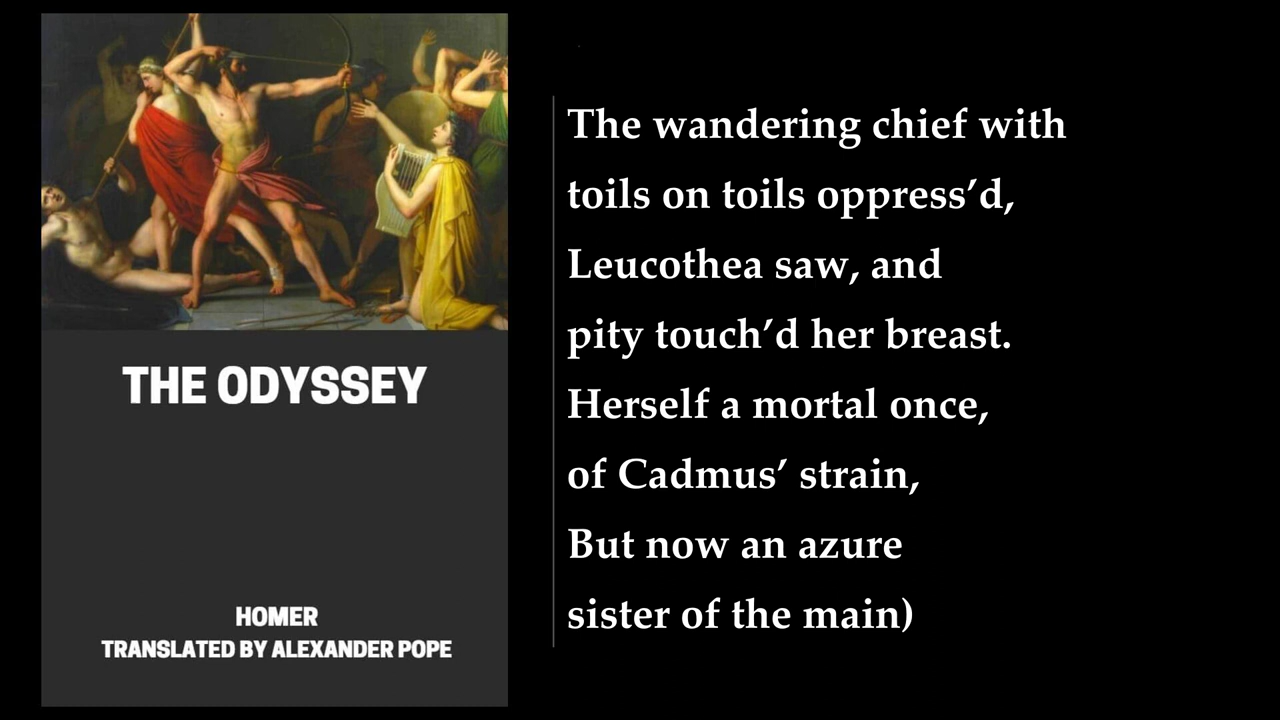 THE ODYSSEY
HOMER
TRANSLATED BY ALEXANDER POPE
The wandering chief with
toils on toils oppress’d,
Leucothea saw, and
pity touch’d her breast.
Herself a mortal once,
of Cadmus’ strain,
But now an azure
sister of the main)